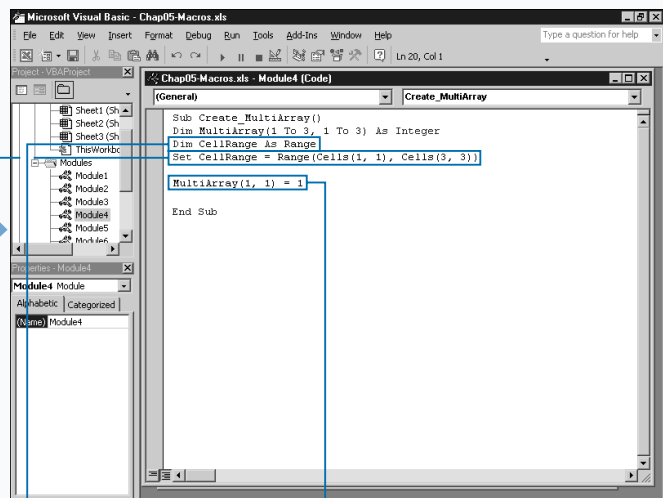 Microsoft Visual Basic - Chap05-Macros.xls
File Edit View Insert Format Debug Run Tools Add-Ins Window Help
Type a question for help
Ln 20, Col 1
Project - VBAProject
Sheet1 (Sh
Sheet2 (Sh
Sheet3 (Sh
ThisWorkbo
Modules
Module1
Module2
Module3
Module4
Module5
Module6
Properties - Module4
Module4 Module
Alphabetic Categorized
(Name) Module4
Chap05-Macros.xls - Module4 (Code)
(General) Create_MultiArray
Sub Create_MultiArray()
Dim MultiArray(1 To 3, 1 To 3) As Integer
Dim CellRange As Range
Set CellRange = Range(Cells(1, 1), Cells(3, 3))
MultiArray(1, 1) = 1
End Sub